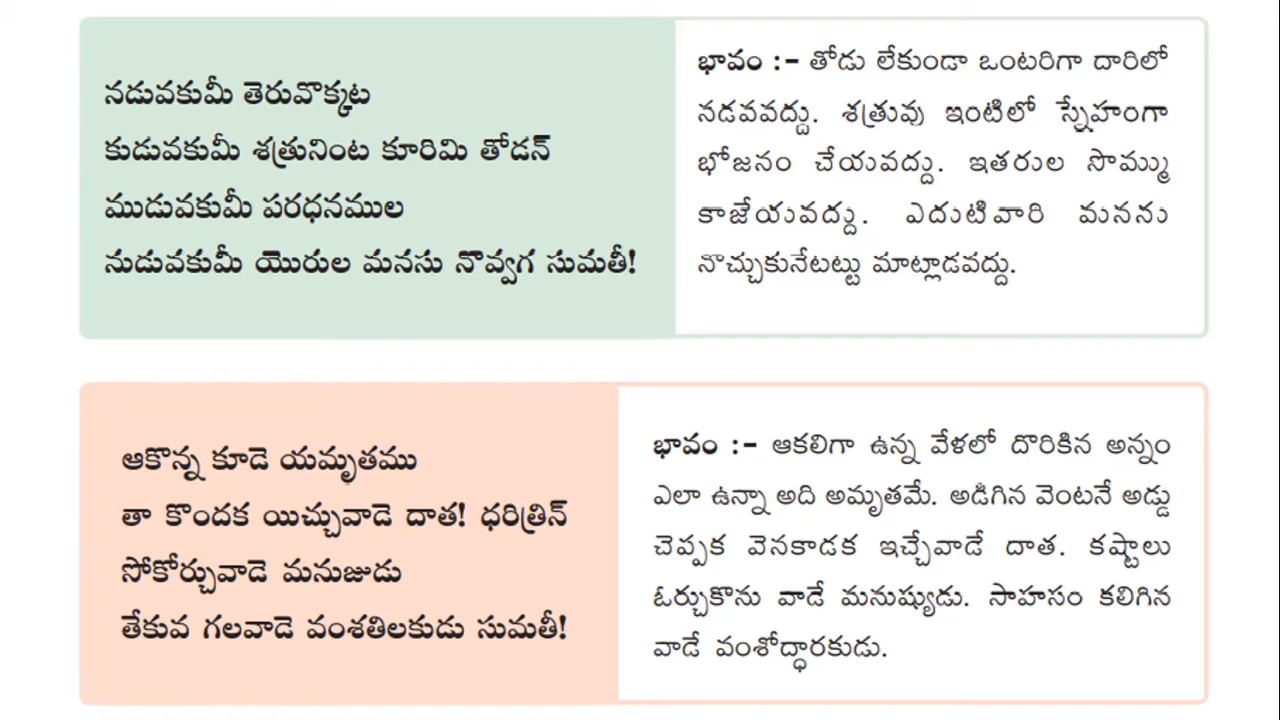 నడువకుమీ తెరువొక్కట
కుడువకుమీ శత్రునింట కూరిమి తోడన్
ముడువకుమీ పరధనముల
నుడువకుమీ యొరుల మనసు నొవ్వగ సుమతీ!
భావం :- తోడు లేకుండా ఒంటరిగా దారిలో
నడవవద్దు. శత్రువు ఇంటిలో స్నేహంగా
భోజనం చేయవద్దు. ఇతరుల సొమ్ము
కాజేయవద్దు. ఎదుటివారి మనను
నొచ్చుకునేటట్టు మాట్లాడవద్దు.
ఆకొన్న కూడె యమృతము
తా కొందక యిచ్చువాడె దాత! ధరిత్రిన్
సోకోర్చువాడె మనుజుడు
తేకువ గలవాడె వంశతిలకుడు సుమతీ!
భావం :- ఆకలిగా ఉన్న వేళలో దొరికిన అన్నం
ఎలా ఉన్నా అది అమృతమే. అడిగిన వెంటనే అడ్డు
చెప్పక వెనకాడక ఇచ్చేవాడే దాత. కష్టాలు
ఓర్చుకొను వాడే మనుష్యుడు. సాహసం కలిగిన
వాడే వంశోద్ధారకుడు.